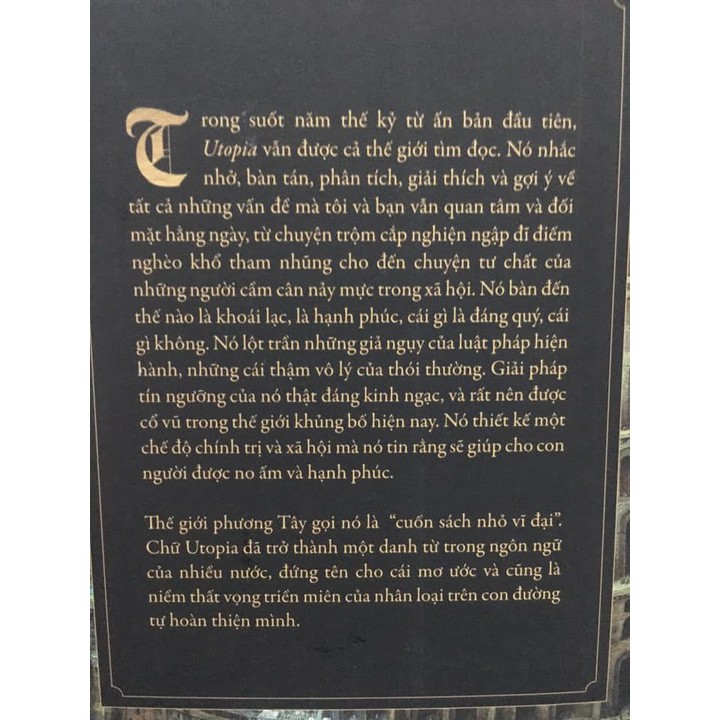 Trong suốt năm thế kỷ từ ấn bản đầu tiên,
Utopia vẫn được cả thế giới tìm đọc. Nó nhắc
nhở, bàn tán, phân tích, giải thích và gợi ý về
tất cả những vấn đề mà tôi và bạn vẫn quan tâm và đối
mặt hằng ngày, từ chuyện trộm cắp nghiện ngập đĩ điếm
nghèo khổ tham nhũng cho đến chuyện tư chất của
những người cầm cân nảy mực trong xã hội. Nó bàn đến
thế nào là khoái lạc, là hạnh phúc, cái gì là đáng quý, cái
gì không. Nó lột trần những giả ngụy của luật pháp hiện
hành, những cái thậm vô lý của thói thường. Giải pháp
tín ngưỡng của nó thật đáng kinh ngạc, và rất nên được
cổ vũ trong thế giới khủng bố hiện nay. Nó thiết kế một
chế độ chính trị và xã hội mà nó tin rằng sẽ giúp cho con
người được no ấm và hạnh phúc.
Thế giới phương Tây gọi nó là “cuốn sách nhỏ vĩ đại”.
Chữ Utopia đã trở thành một danh từ trong ngôn ngữ
của nhiều nước, đứng tên cho cái mơ ước và cũng là
niềm thất vọng triền miên của nhân loại trên con đường
tự hoàn thiện mình.